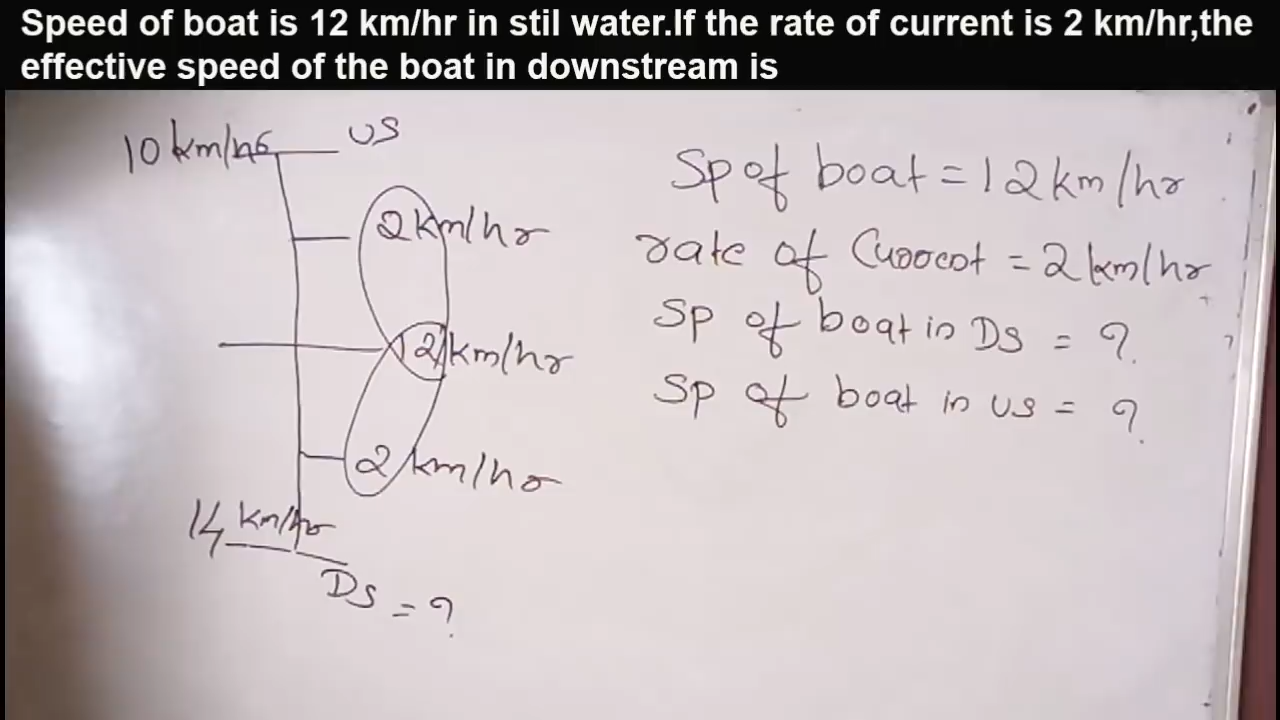 Speed of boat is 12 km/hr in stil water.If the rate of current is 2 km/hr,the
effective speed of the boat in downstream is
10 km/hr US
2 km/hr
12 km/hr
2 km/hr
14 km/hr
DS = ?
Sp of boat = 12 km/hr
rate of Current = 2 km/hr
Sp of boat in DS = ?
Sp of boat in US = ?